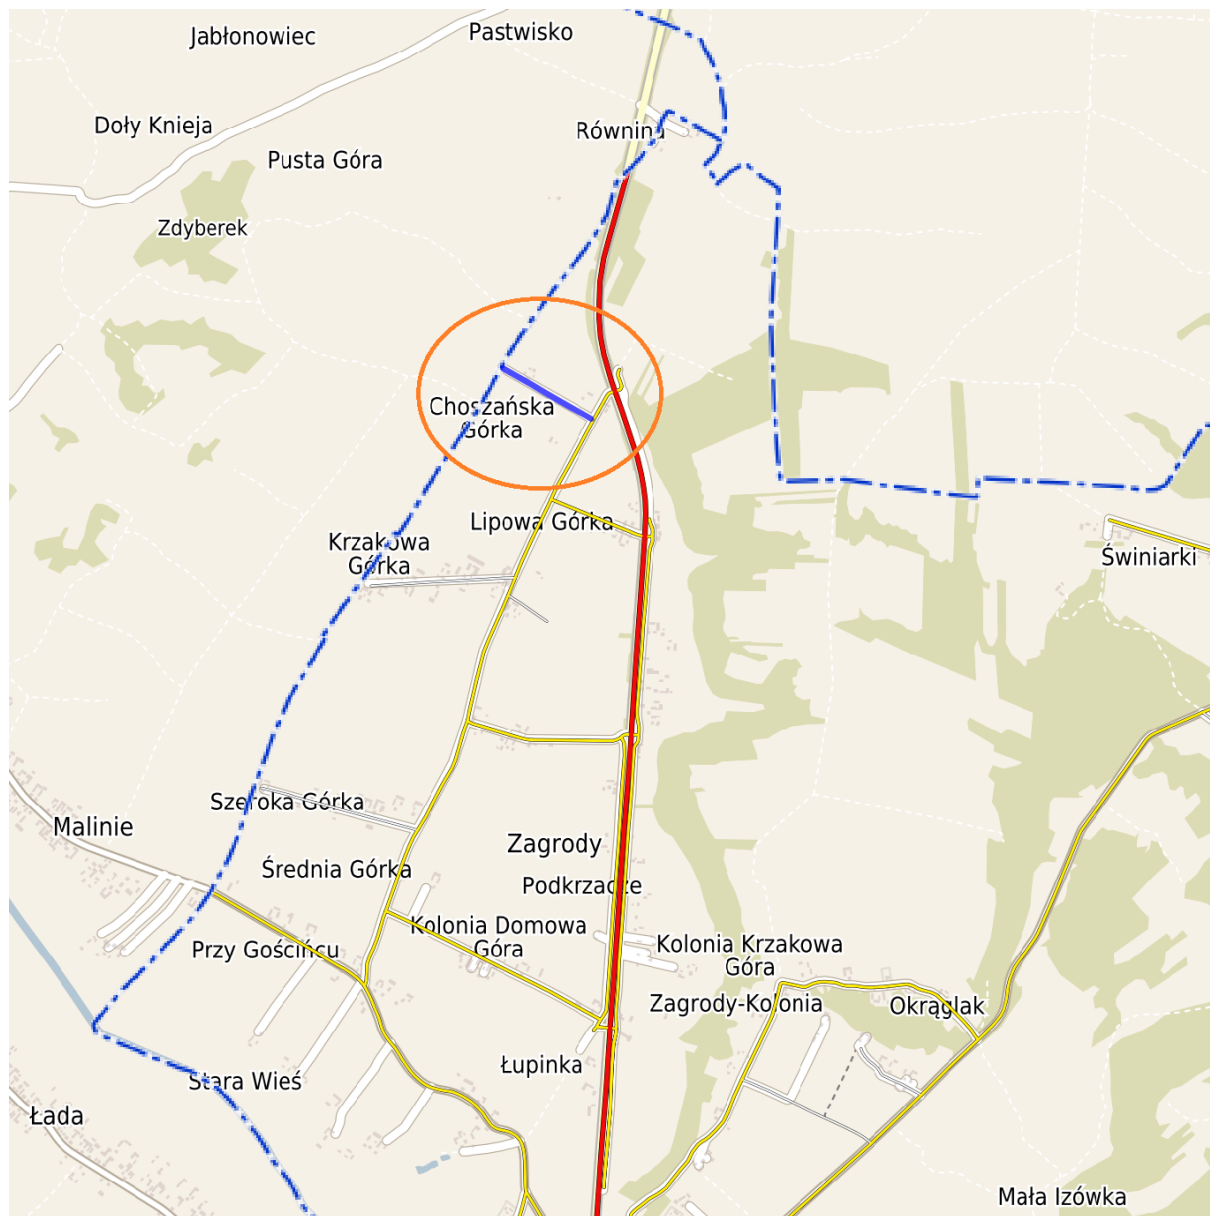 Jabłonowiec
Pastwisko
Doły Knieja
Równina
Pusta Góra
Zdyberek
Choszańska
Górka
Lipowa Górka
Krzakowa
Górka
Świniarki
Szeroka Górka
Malinie
Zagrody
Średnia Górka
Podkrzacze
Kolonia Domowa
Góra
Przy Gościńcu
Kolonia Krzakowa
Góra
Zagrody-Kolonia
Okrąglak
Łupinka
Stara Wieś
Łada
Mała Izówka